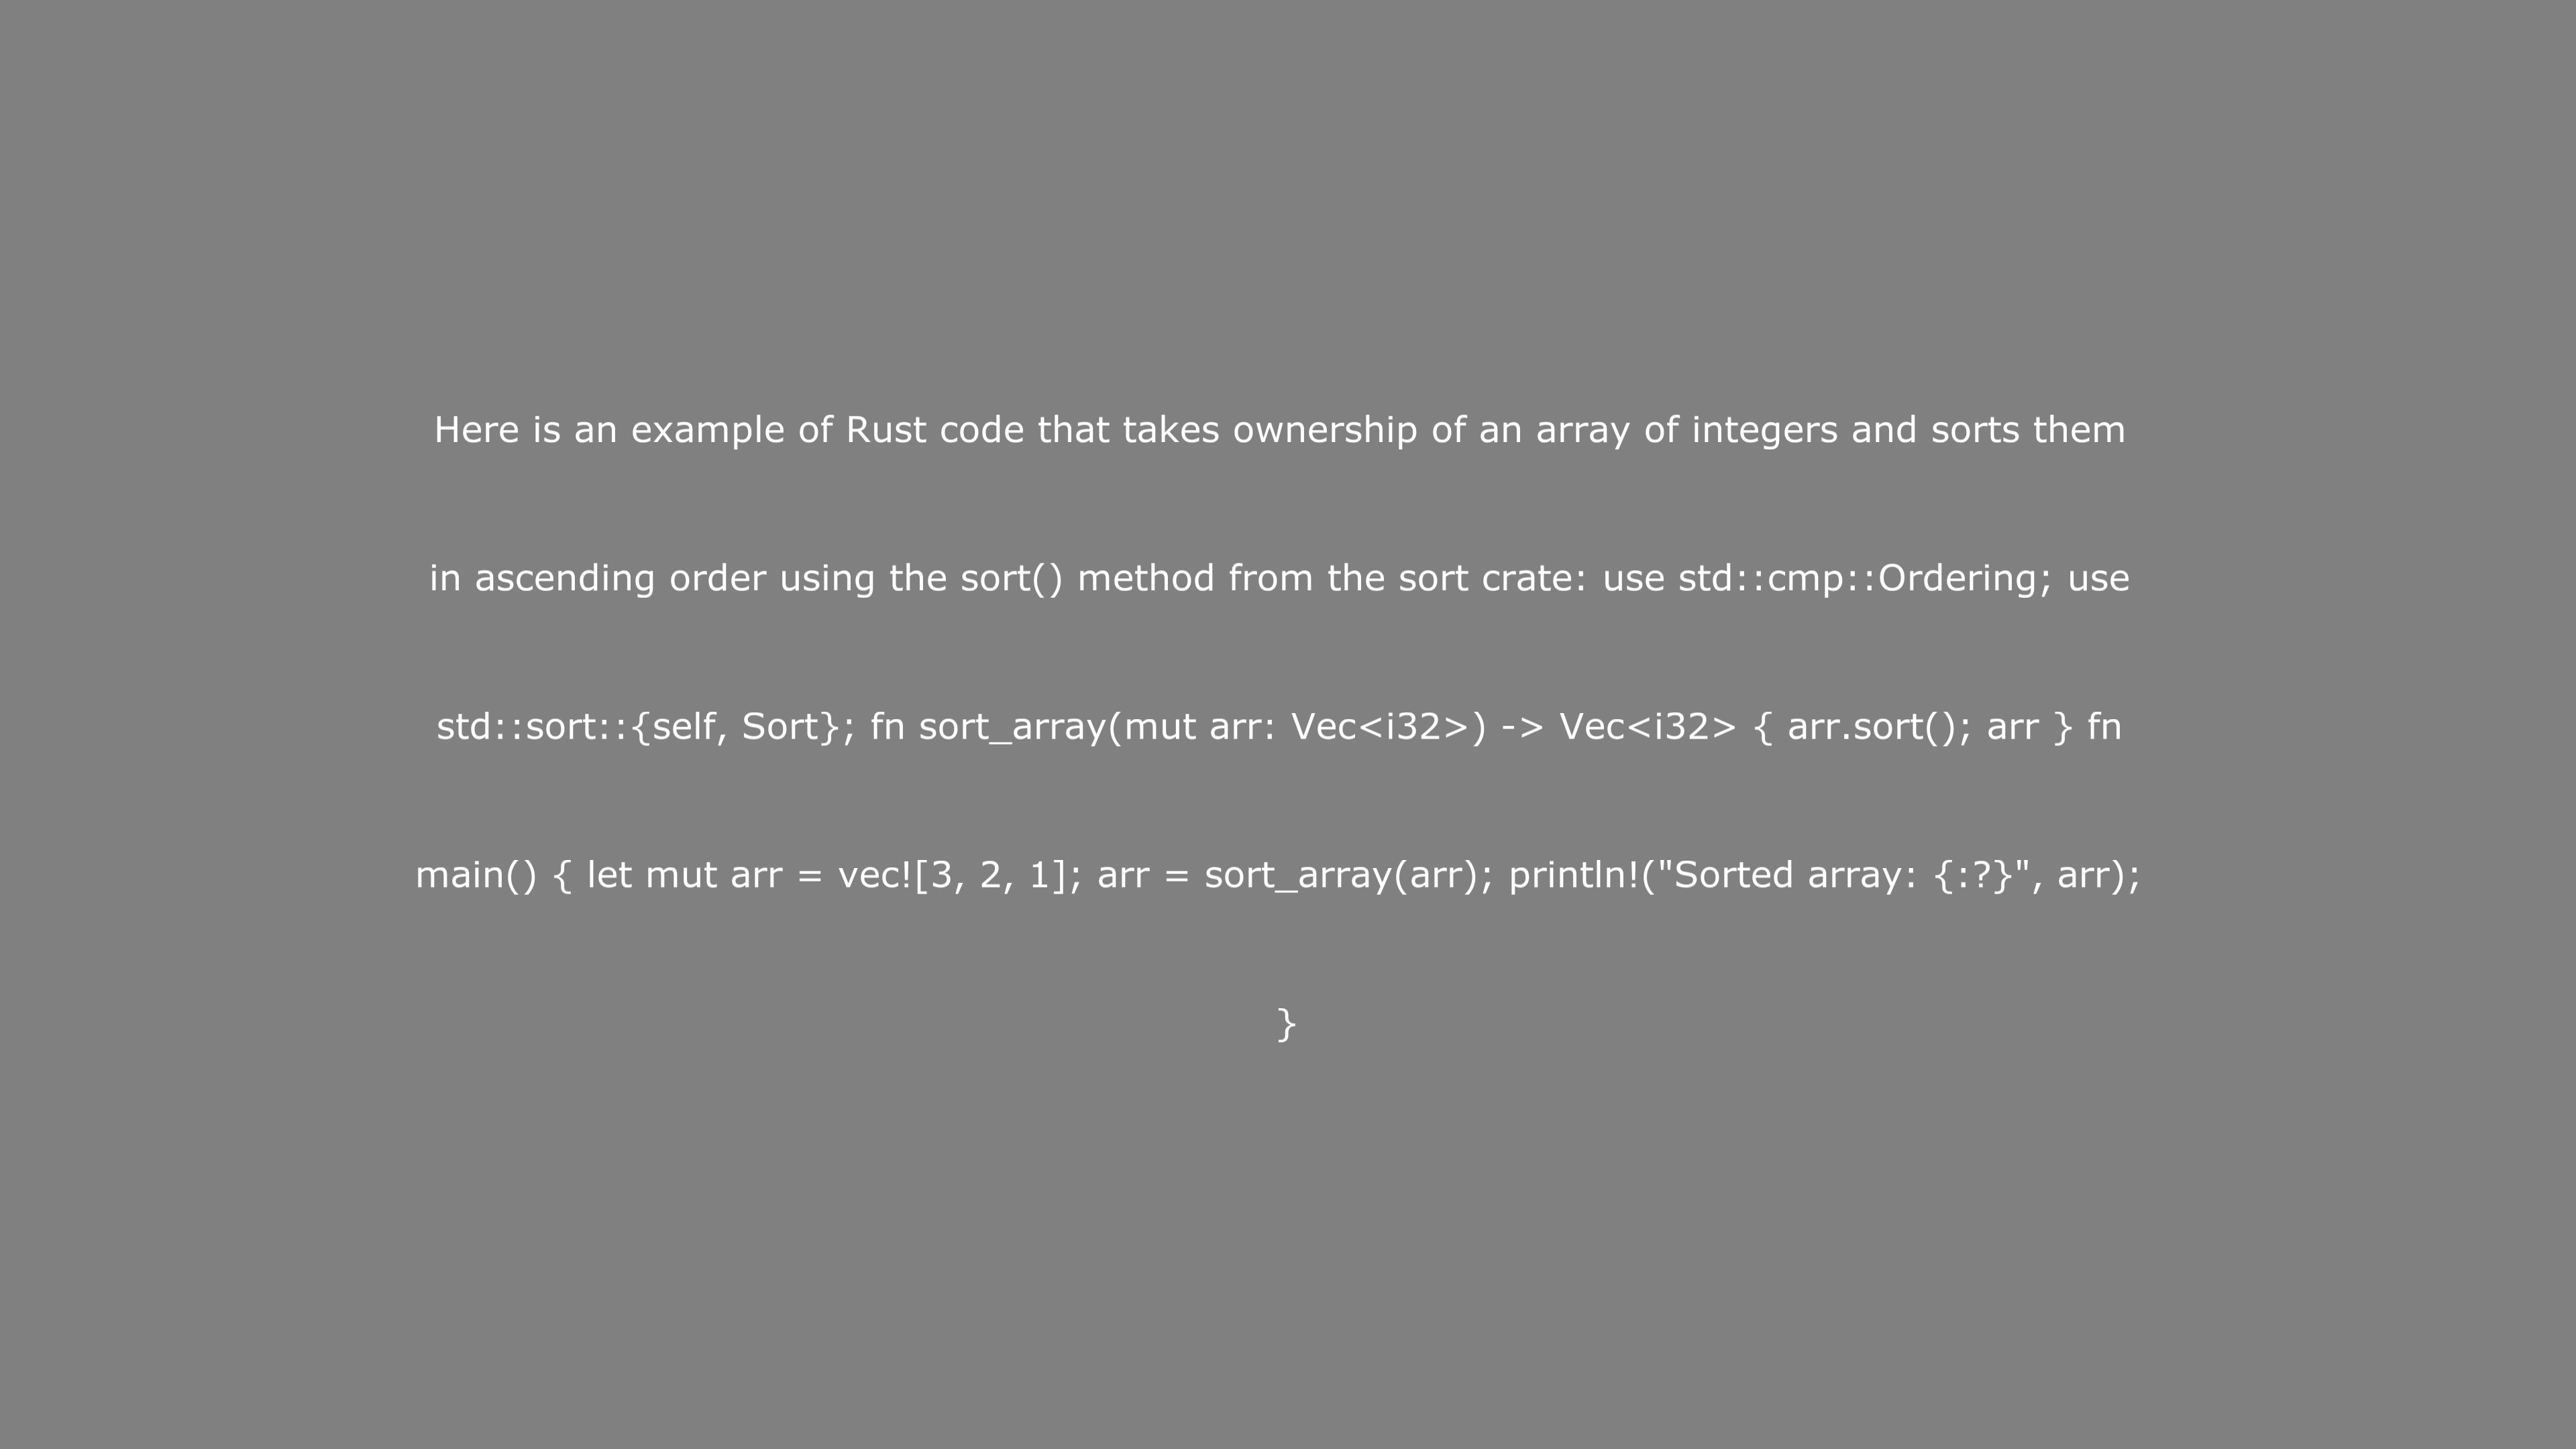 Here is an example of Rust code that takes ownership of an array of integers and sorts them
in ascending order using the sort() method from the sort crate: use std::cmp::Ordering; use
std::sort::{self, Sort}; fn sort_array(mut arr: Vec<i32>) -> Vec<i32> { arr.sort(); arr } fn
main() { let mut arr = vec![3, 2, 1]; arr = sort_array(arr); println!("Sorted array: {:?}", arr);
}